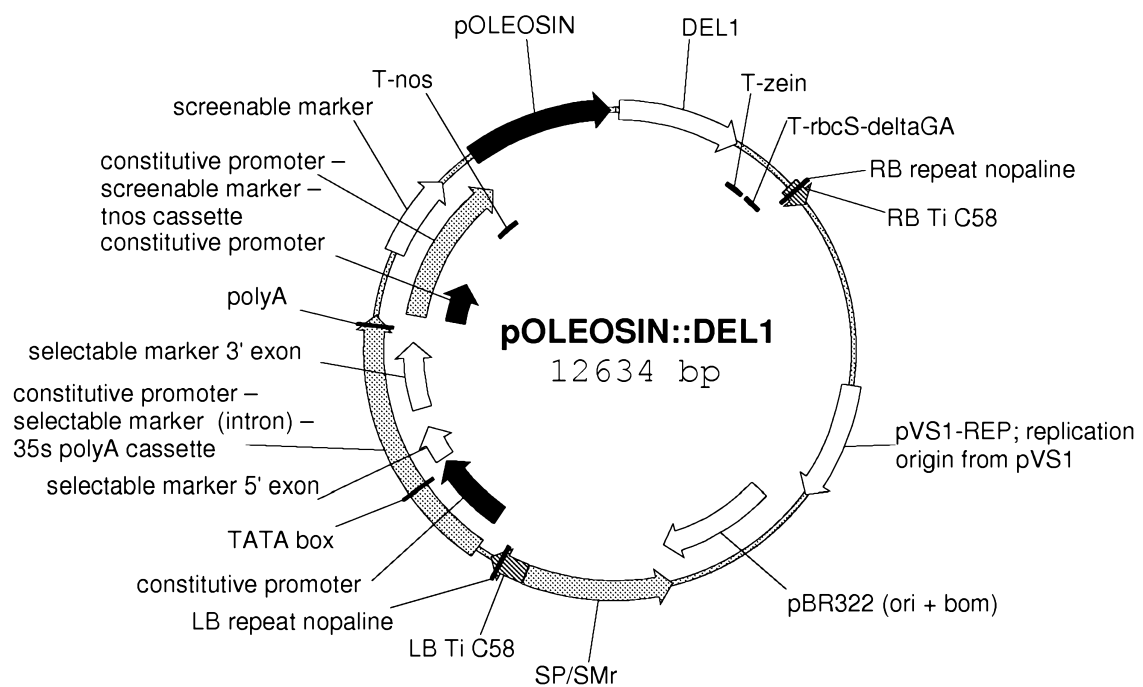 pOLEOSIN
DEL1
T-nos
T-zein
screenable marker
T-rbcS-deltaGA
constitutive promoter –
screenable marker –
tnos cassette
RB repeat nopaline
RB Ti C58
constitutive promoter
polyA
pOLEOSIN::DEL1
12634 bp
selectable marker 3' exon
constitutive promoter –
selectable marker (intron) –
35s polyA cassette
pVS1-REP; replication
origin from pVS1
selectable marker 5' exon
TATA box
constitutive promoter
pBR322 (ori + bom)
LB repeat nopaline
LB Ti C58
SP/SMr